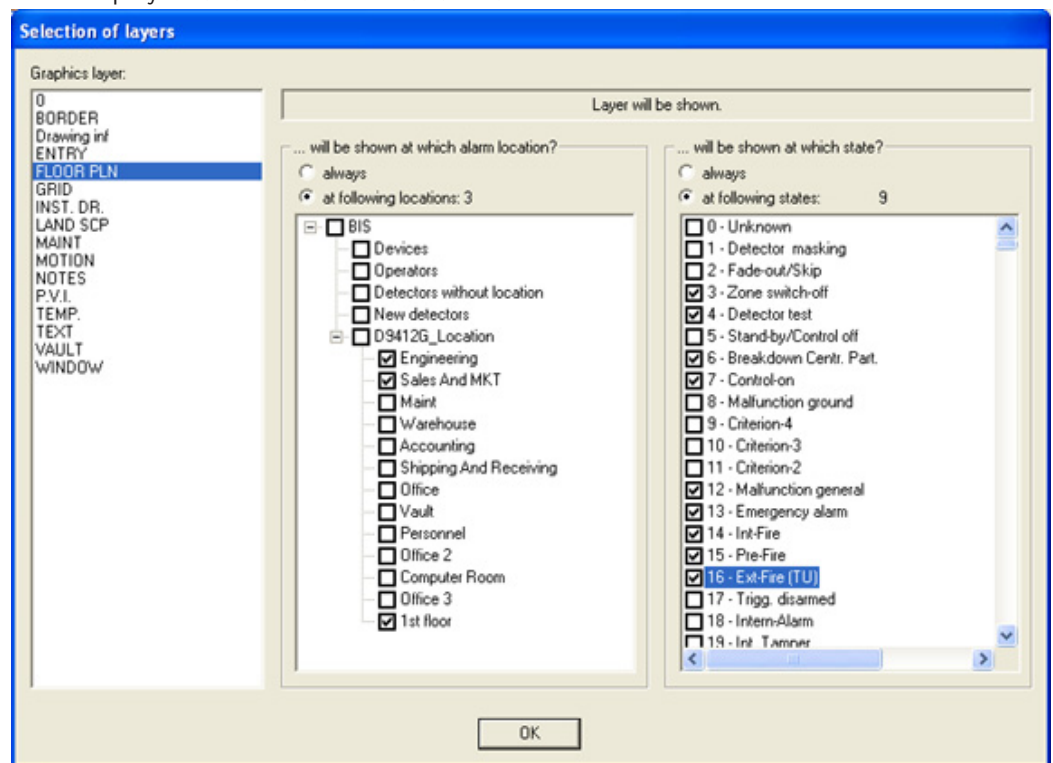 Selection of layers
Graphics layer:
0
BORDER
Drawing inf
ENTRY
FLOOR PLN
GRID
INST. DR.
LAND SCP
MAINT
MOTION
NOTES
P.V.I.
TEMP.
TEXT
VAULT
WINDOW
Layer will be shown.
... will be shown at which alarm location?
always
at following locations: 3
BIS
Devices
Operators
Detectors without location
New detectors
D9412G_Location
Engineering
Sales And MKT
Maint
Warehouse
Accounting
Shipping And Receiving
Office
Vault
Personnel
Office 2
Computer Room
Office 3
1st floor
... will be shown at which state?
always
at following states: 9
0 - Unknown
1 - Detector masking
2 - Fade-out/Skip
3 - Zone switch-off
4 - Detector test
5 - Stand-by/Control off
6 - Breakdown Centr. Part.
7 - Control-on
8 - Malfunction ground
9 - Criterion-4
10 - Criterion-3
11 - Criterion-2
12 - Malfunction general
13 - Emergency alarm
14 - Int-Fire
15 - Pre-Fire
16 - Ext-Fire (TU)
17 - Trigg. disarmed
18 - Intern-Alarm
19 - Int. Tamper
OK